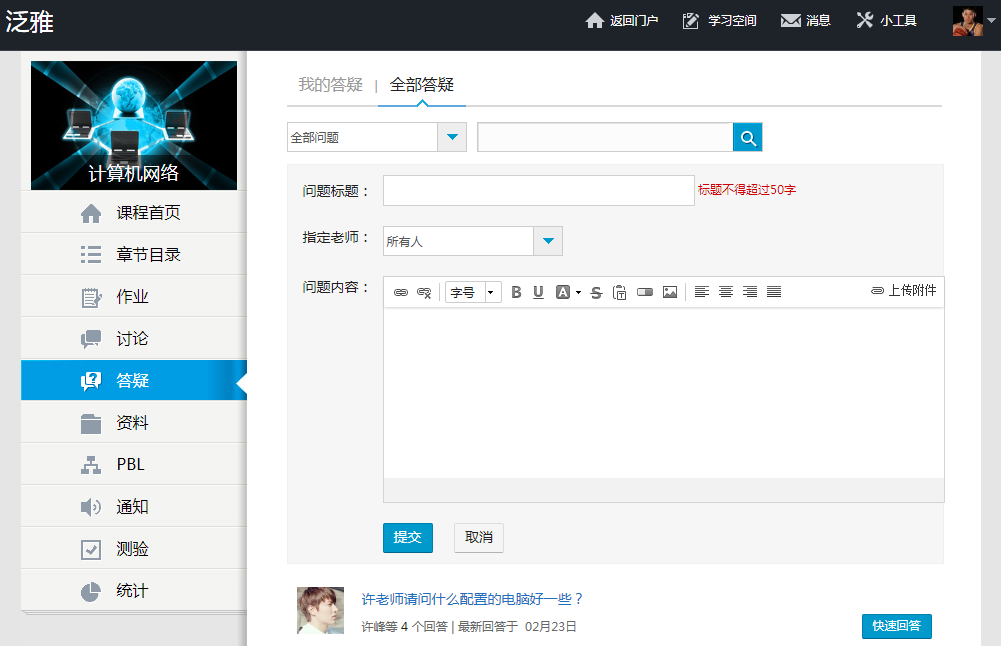 泛雅
返回门户 学习空间 消息 小工具
计算机网络
课程首页
章节目录
作业
讨论
答疑
资料
PBL
通知
测验
统计
我的答疑 | 全部答疑
全部问题
问题标题： 标题不得超过50字
指定老师： 所有人
问题内容： 字号 B U A S 上传附件
提交 取消
许老师请问什么配置的电脑好一些？
许峰等 4 个回答 | 最新回答于 02月23日
快速回答